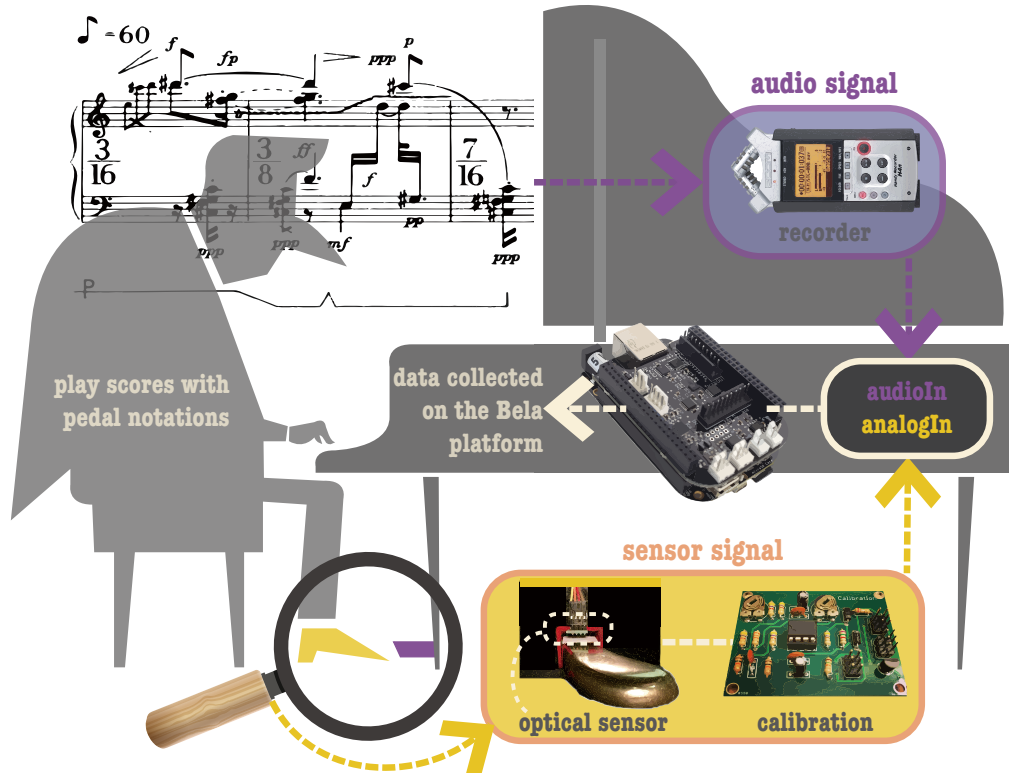 ♪ =60
f
fp
ppp
p
3
16
3
8
ff
f
7
16
ppp
ppp
mf
pp
ppp
P
audio signal
recorder
play scores with
pedal notations
data collected
on the Bela
platform
audioIn
analogIn
sensor signal
Calibration
optical sensor
calibration